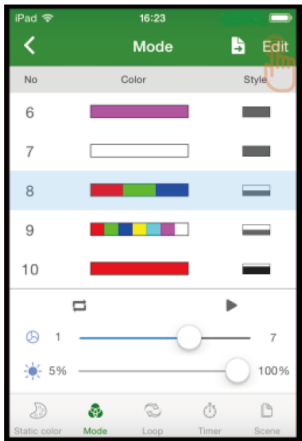 iPad 16:23
Mode Edit
No Color Style
6
7
8
9
10
1 7
5% 100%
Static color Mode Loop Timer Scene